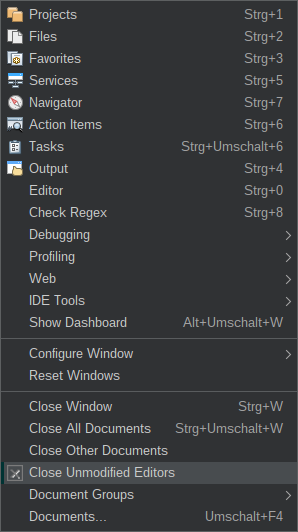 Projects Strg+1
Files Strg+2
Favorites Strg+3
Services Strg+5
Navigator Strg+7
Action Items Strg+6
Tasks Strg+Umschalt+6
Output Strg+4
Editor Strg+0
Check Regex Strg+8
Debugging
Profiling
Web
IDE Tools
Show Dashboard Alt+Umschalt+W
Configure Window
Reset Windows
Close Window Strg+W
Close All Documents Strg+Umschalt+W
Close Other Documents
Close Unmodified Editors
Document Groups
Documents... Umschalt+F4